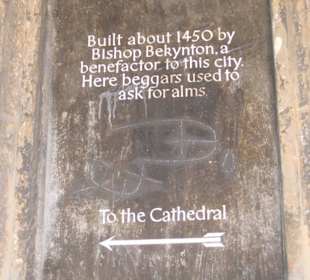 Built about 1450 by
Bishop Bekynton, a
benefactor to this city.
Here beggars used to
ask for alms.
To the Cathedral